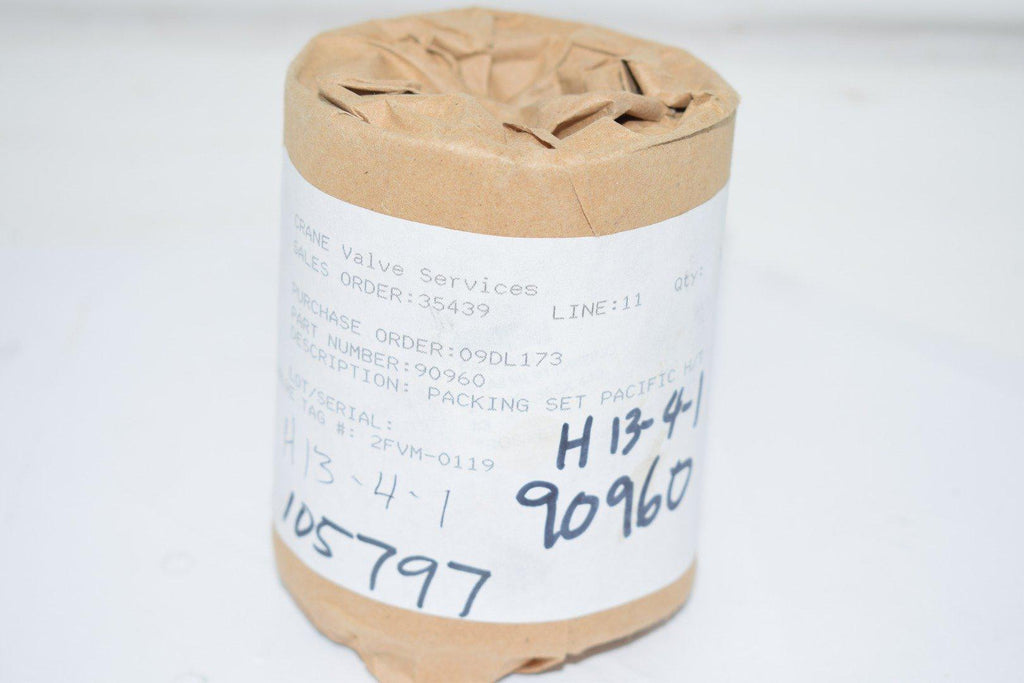 CRANE Valve Services
SALES ORDER:35439 LINE:11 Qty:
PURCHASE ORDER:09DL173
PART NUMBER:90960
DESCRIPTION: PACKING SET PACIFIC
LOT/SERIAL:
TAG #: 2FVM-0119
H 13-4-1
H13-4-1
90960
105797